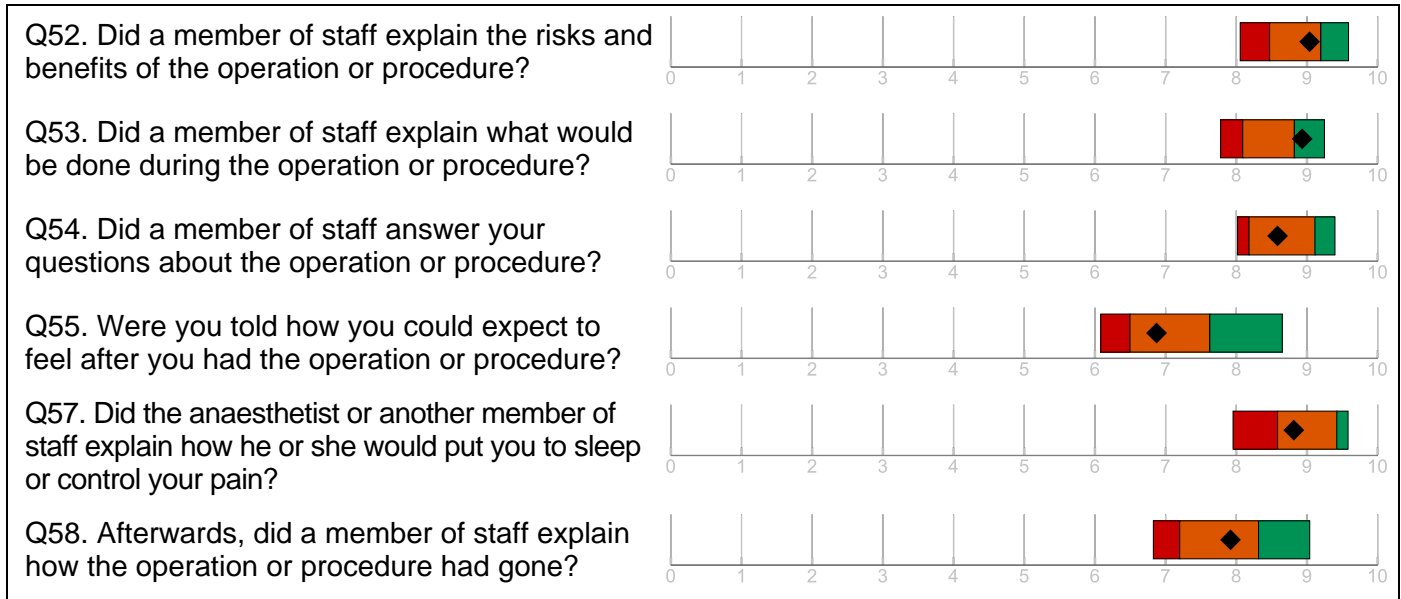 Q52. Did a member of staff explain the risks and
benefits of the operation or procedure?
0 1 2 3 4 5 6 7 8 9 10
Q53. Did a member of staff explain what would
be done during the operation or procedure?
0 1 2 3 4 5 6 7 8 9 10
Q54. Did a member of staff answer your
questions about the operation or procedure?
0 1 2 3 4 5 6 7 8 9 10
Q55. Were you told how you could expect to
feel after you had the operation or procedure?
0 1 2 3 4 5 6 7 8 9 10
Q57. Did the anaesthetist or another member of
staff explain how he or she would put you to sleep
or control your pain?
0 1 2 3 4 5 6 7 8 9 10
Q58. Afterwards, did a member of staff explain
how the operation or procedure had gone?
0 1 2 3 4 5 6 7 8 9 10